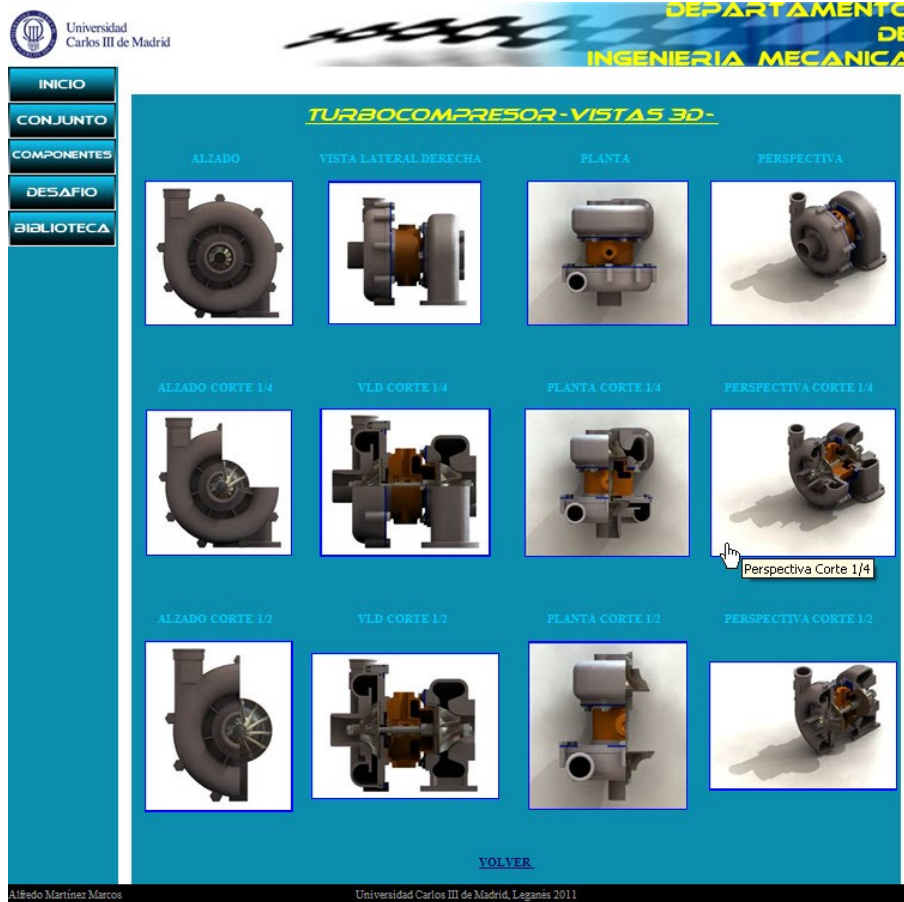 Universidad
Carlos III de Madrid
DEPARTAMENTO
DE
INGENIERIA MECANICA
INICIO
CONJUNTO
COMPONENTES
DESAFIO
BIBLIOTECA
TURBOCOMPRESOR-VISTAS 3D-
ALZADO VISTA LATERAL DERECHA PLANTA PERSPECTIVA
ALZADO CORTE 1/4 VLD CORTE 1/4 PLANTA CORTE 1/4 PERSPECTIVA CORTE 1/4
Perspectiva Corte 1/4
ALZADO CORTE 1/2 VLD CORTE 1/2 PLANTA CORTE 1/2 PERSPECTIVA CORTE 1/2
VOLVER
Alfredo Martínez Marcos Universidad Carlos III de Madrid, Leganés 2011